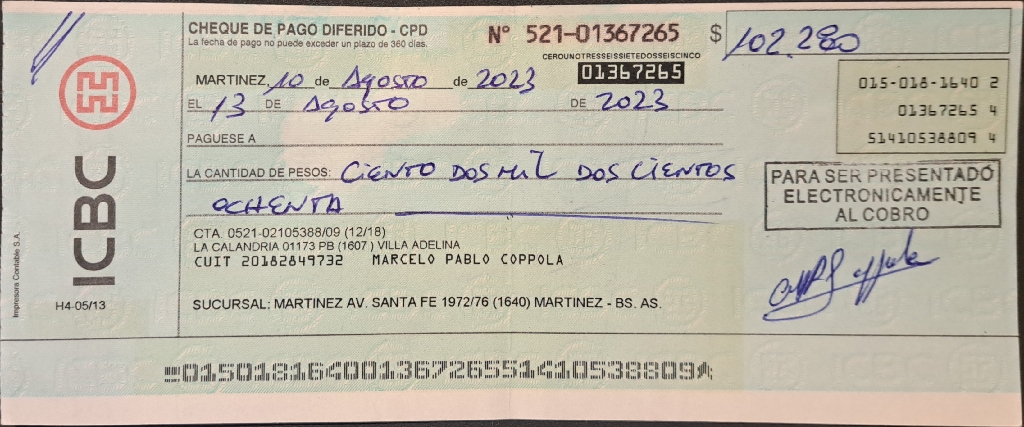 CHEQUE DE PAGO DIFERIDO - CPD
La fecha de pago no puede exceder un plazo de 360 días.
Nº 521-01367265
$ 102.280
CEROUNOTRESSEISSIETEDOSSEISCINCO
01367265
MARTINEZ, 10 de Agosto de 2023
EL 13 DE Agosto DE 2023
015-018-1640 2
01367265 4
51410538809 4
PAGUESE A
LA CANTIDAD DE PESOS: CIENTO DOS MIL DOS CIENTOS
OCHENTA
PARA SER PRESENTADO
ELECTRONICAMENTE
AL COBRO
CTA. 0521-02105388/09 (12/18)
LA CALANDRIA 01173 PB (1607 ) VILLA ADELINA
CUIT 20182849732 MARCELO PABLO COPPOLA
SUCURSAL: MARTINEZ AV. SANTA FE 1972/76 (1640) MARTINEZ - BS. AS.
ICBC
Impresora Contable S.A.
H4-05/13
01501816400136726551410538809